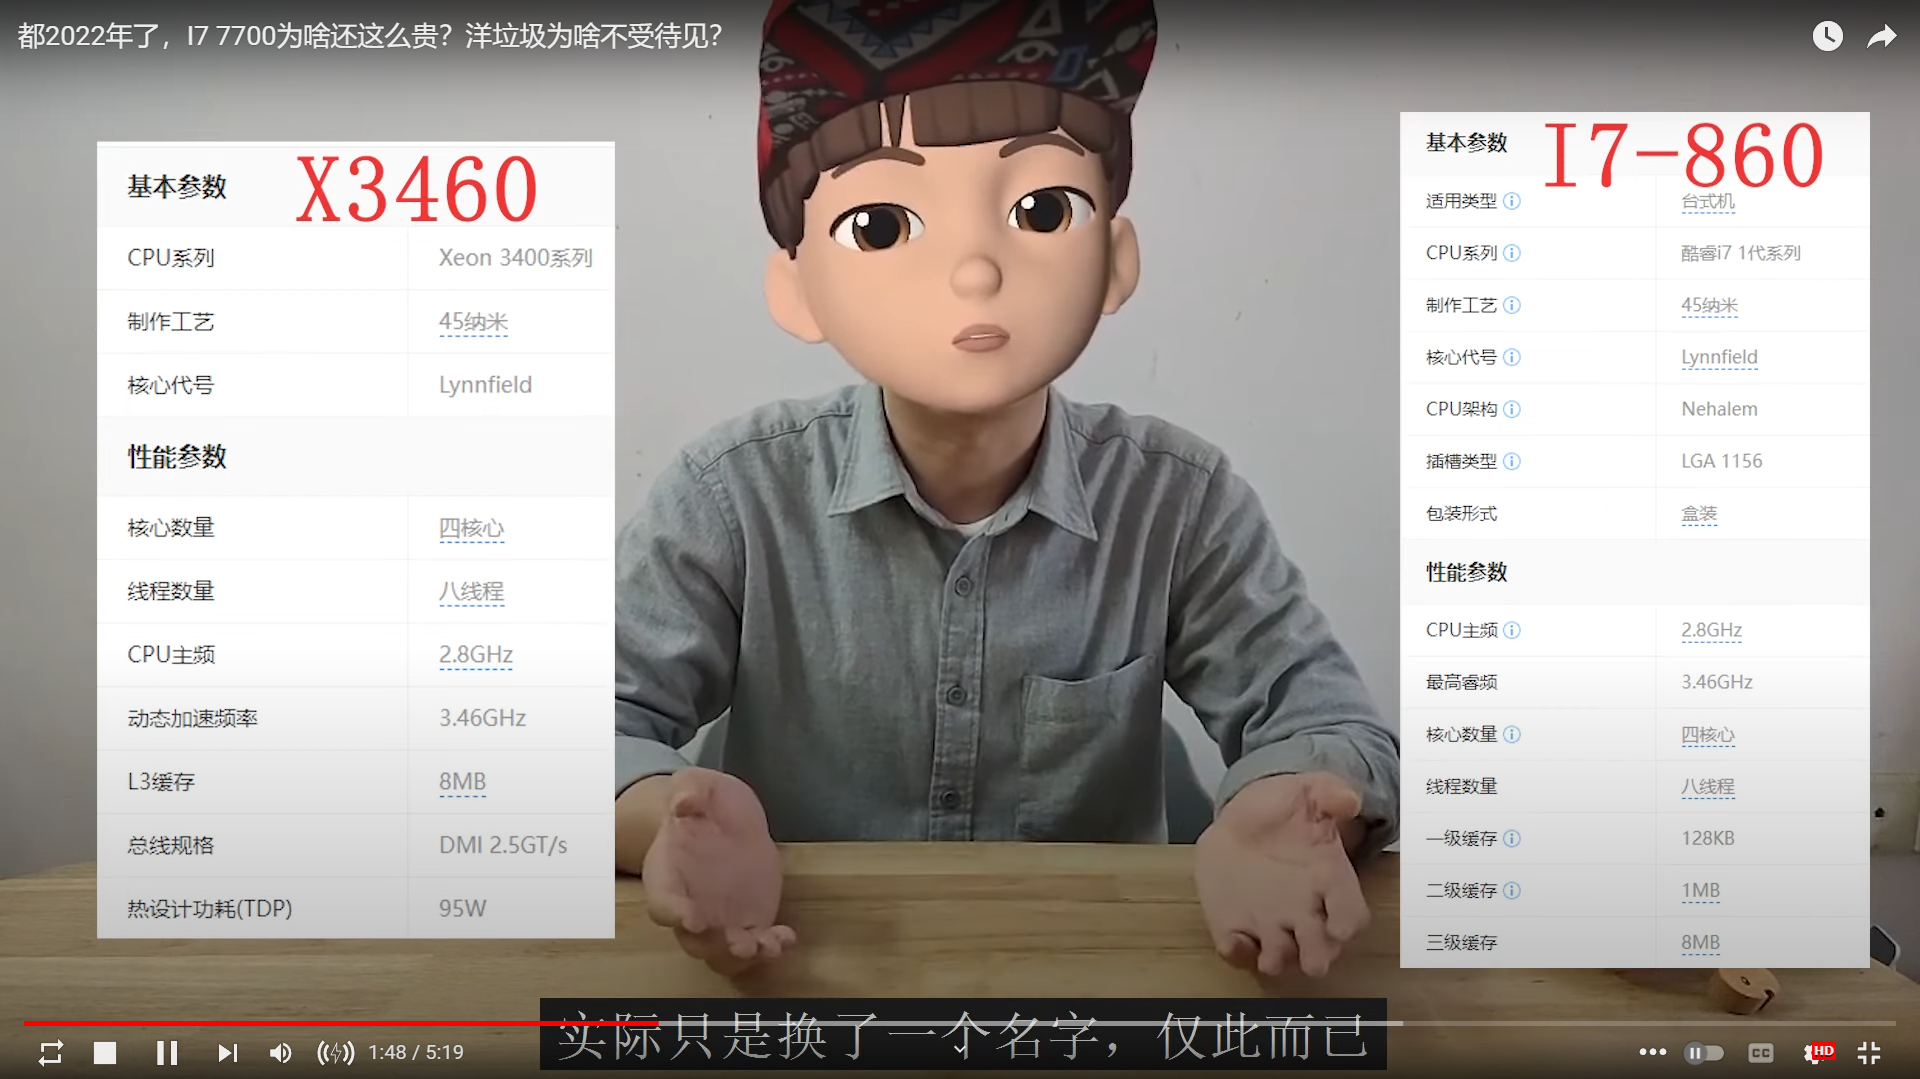 都2022年了，I7 7700为啥还这么贵？洋垃圾为啥不受待见？
基本参数 X3460
CPU系列 Xeon 3400系列
制作工艺 45纳米
核心代号 Lynnfield
性能参数
核心数量 四核心
线程数量 八线程
CPU主频 2.8GHz
动态加速频率 3.46GHz
L3缓存 8MB
总线规格 DMI 2.5GT/s
热设计功耗(TDP) 95W
基本参数 I7-860
适用类型 台式机
CPU系列 酷睿i7 1代系列
制作工艺 45纳米
核心代号 Lynnfield
CPU架构 Nehalem
插槽类型 LGA 1156
包装形式 盒装
性能参数
CPU主频 2.8GHz
最高睿频 3.46GHz
核心数量 四核心
线程数量 八线程
一级缓存 128KB
二级缓存 1MB
三级缓存 8MB
实际只是换了一个名字，仅此而已
1:48 / 5:19
CC
HD